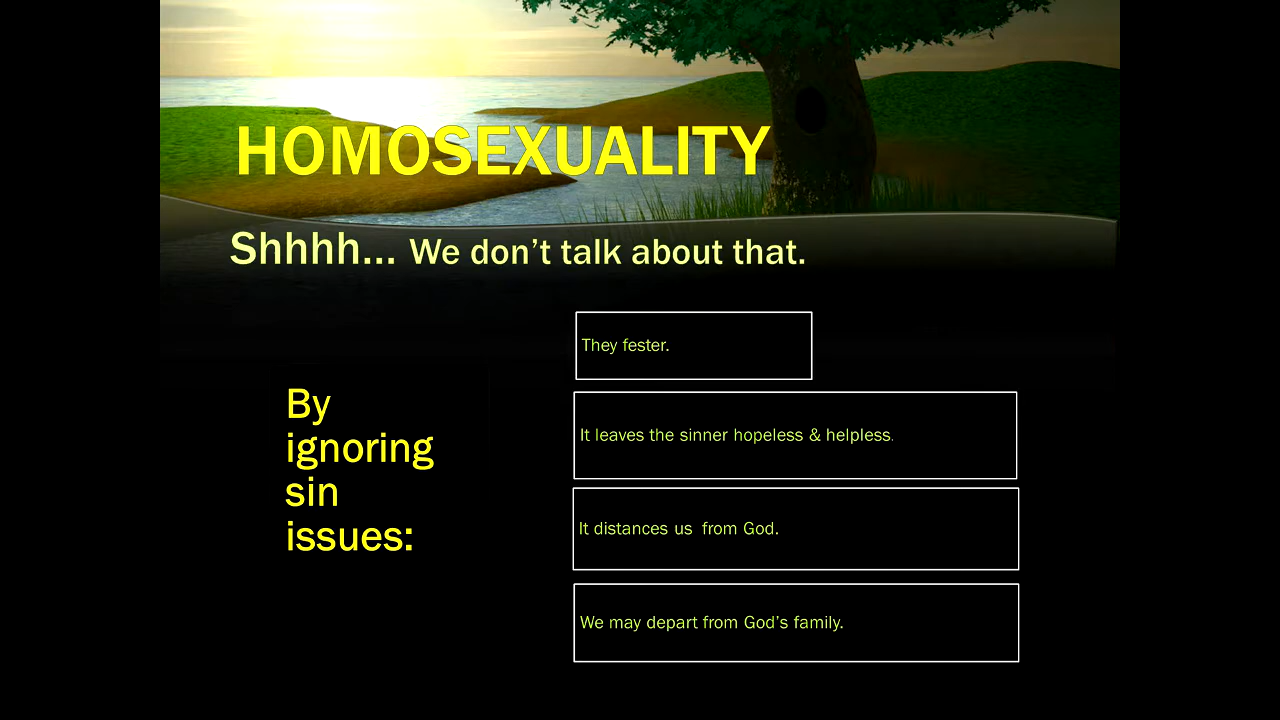 HOMOSEXUALITY
Shhhh... We don't talk about that.
By
ignoring
sin
issues:
They fester.
It leaves the sinner hopeless & helpless.
It distances us  from God.
We may depart from God's family.